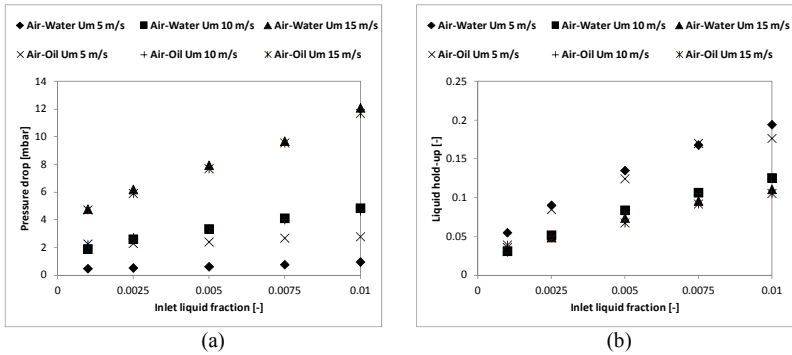 Air-Water Um 5 m/s Air-Water Um 10 m/s Air-Water Um 15 m/s
Air-Oil Um 5 m/s Air-Oil Um 10 m/s Air-Oil Um 15 m/s
Pressure drop [mbar]
14
12
10
8
6
4
2
0
0 0.0025 0.005 0.0075 0.01
Inlet liquid fraction [-]
(a)
Air-Water Um 5 m/s Air-Water Um 10 m/s Air-Water Um 15 m/s
Air-Oil Um 5 m/s Air-Oil Um 10 m/s Air-Oil Um 15 m/s
Liquid hold-up [-]
0.25
0.2
0.15
0.1
0.05
0
0 0.0025 0.005 0.0075 0.01
Inlet liquid fraction [-]
(b)